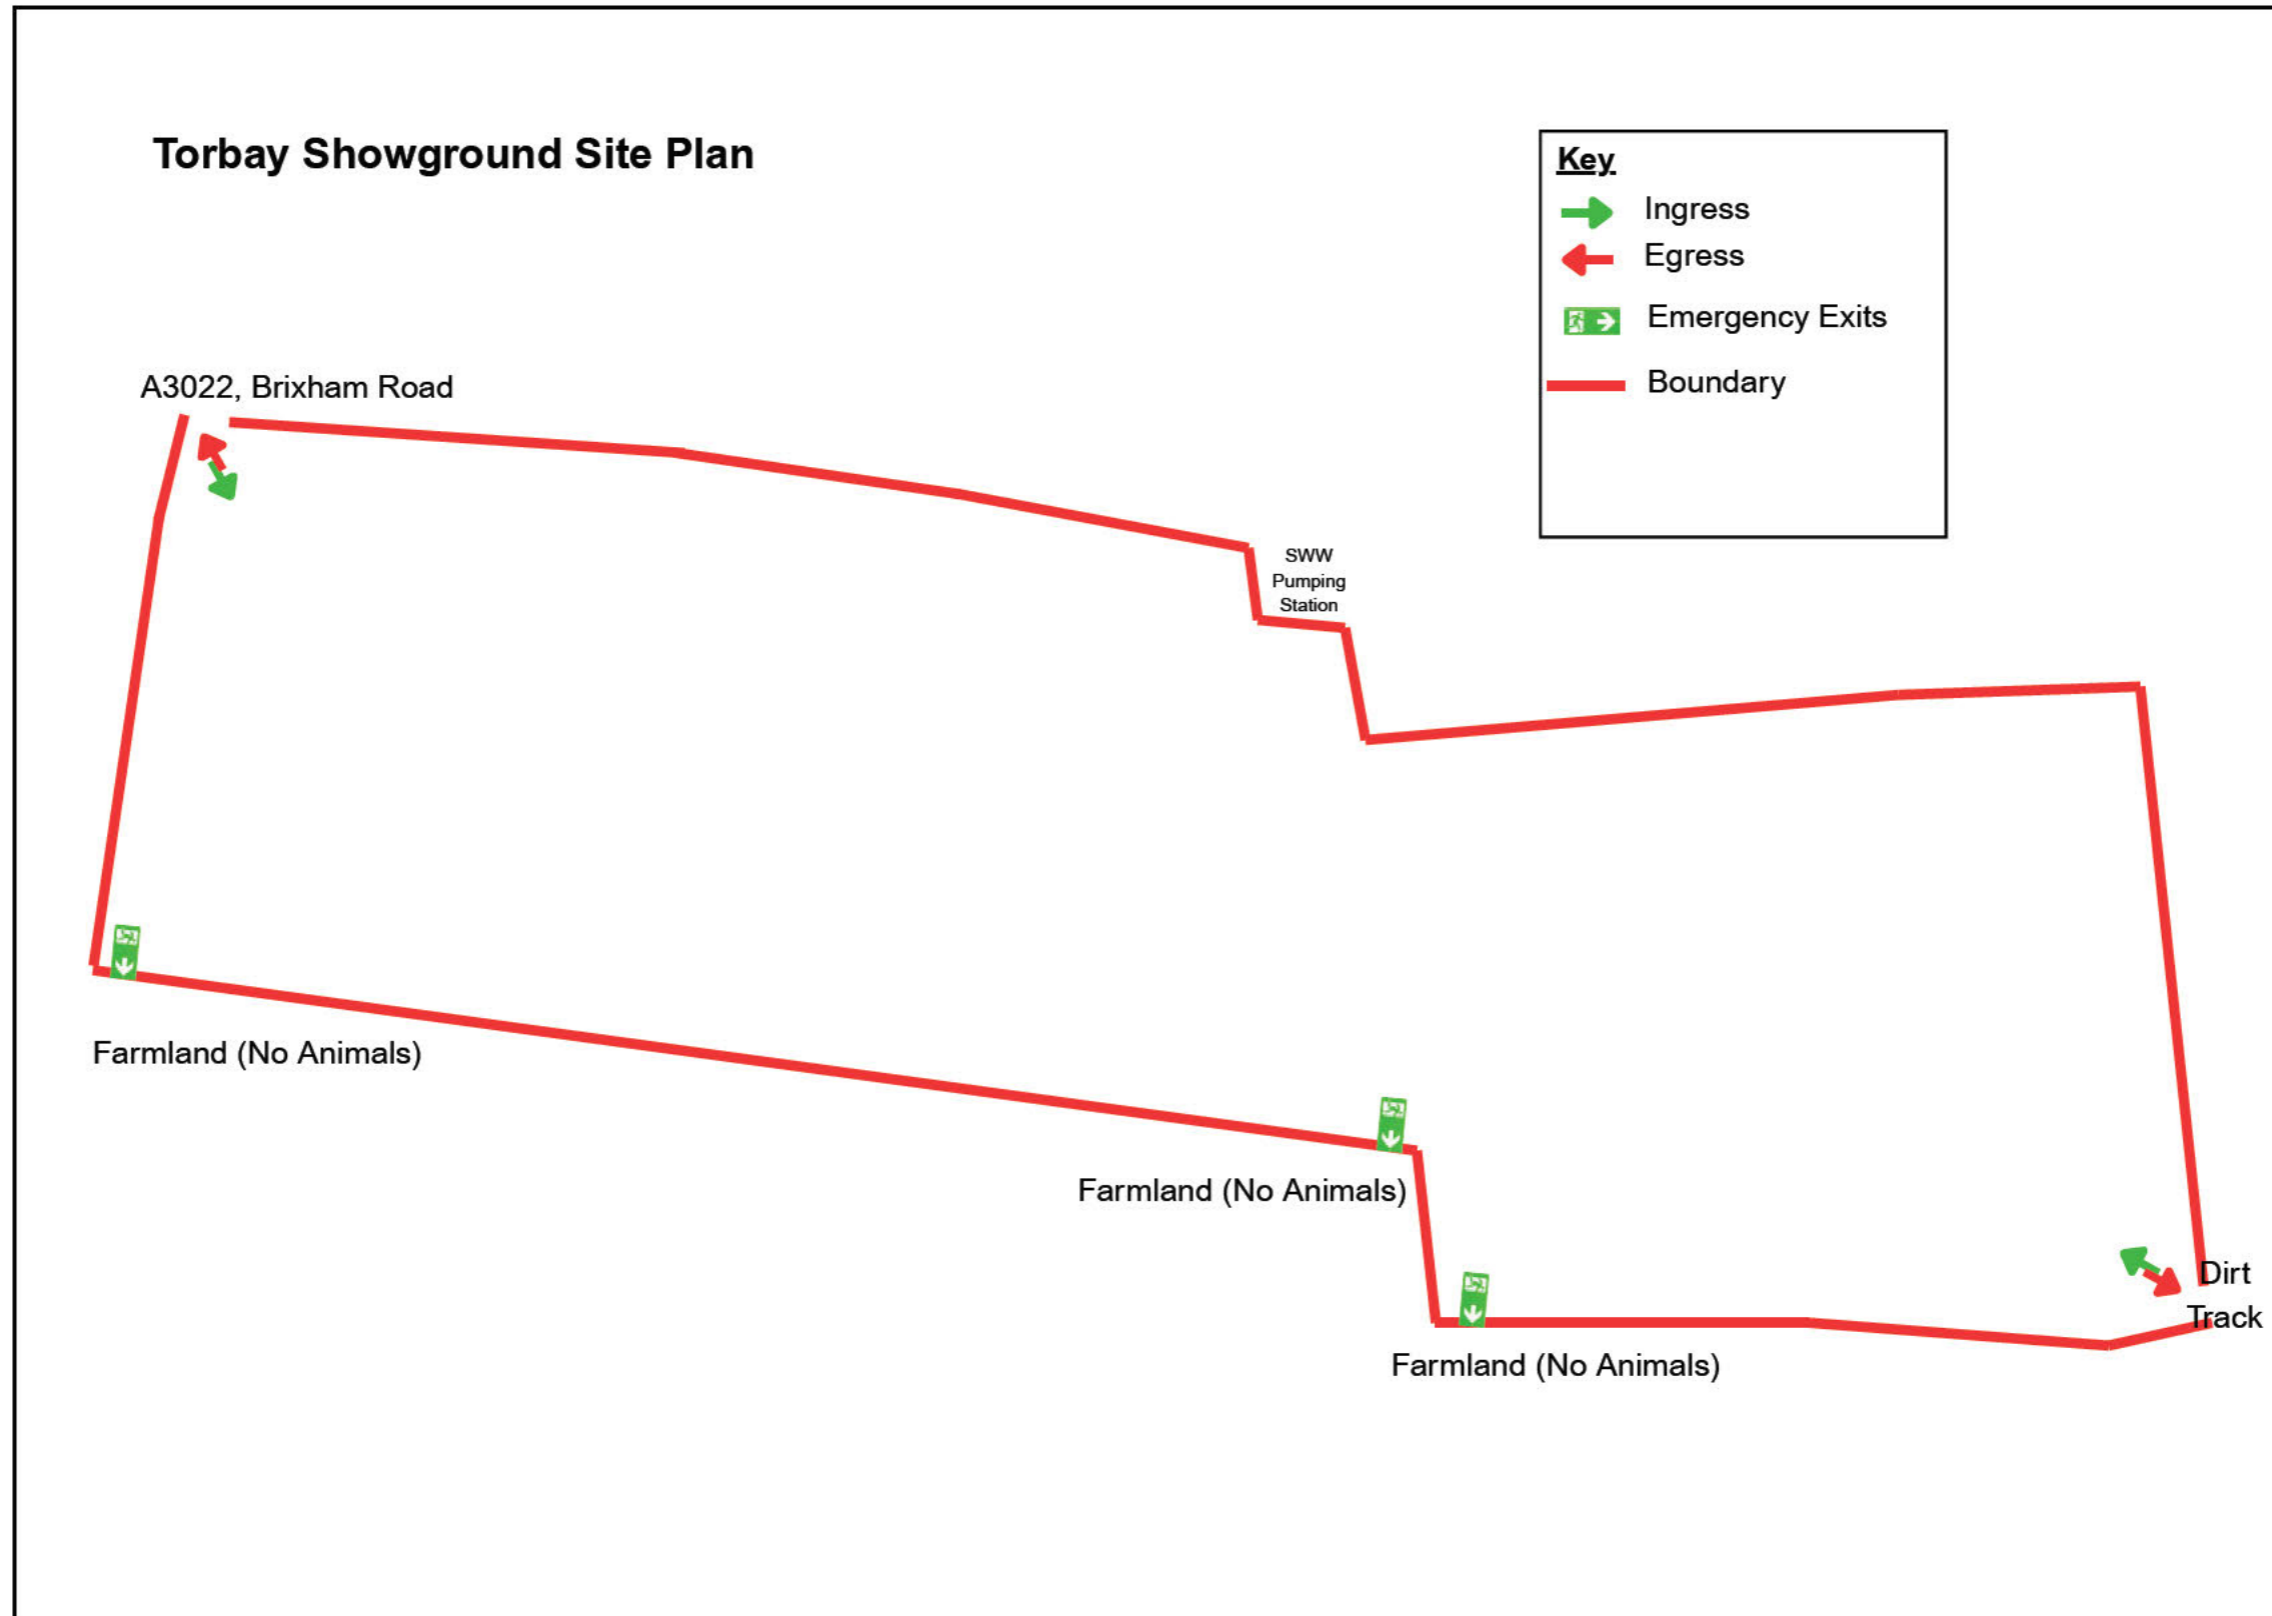 Torbay Showground Site Plan
Key
Ingress
Egress
Emergency Exits
Boundary
A3022, Brixham Road
SWW
Pumping
Station
Farmland (No Animals)
Farmland (No Animals)
Dirt
Track
Farmland (No Animals)